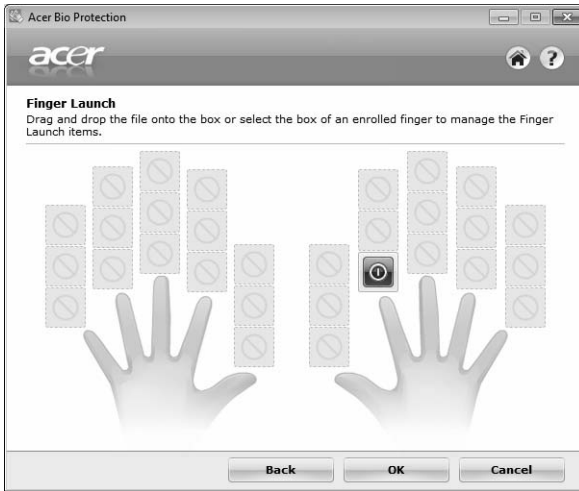 Acer Bio Protection
acer
Finger Launch
Drag and drop the file onto the box or select the box of an enrolled finger to manage the Finger
Launch items.
Back OK Cancel